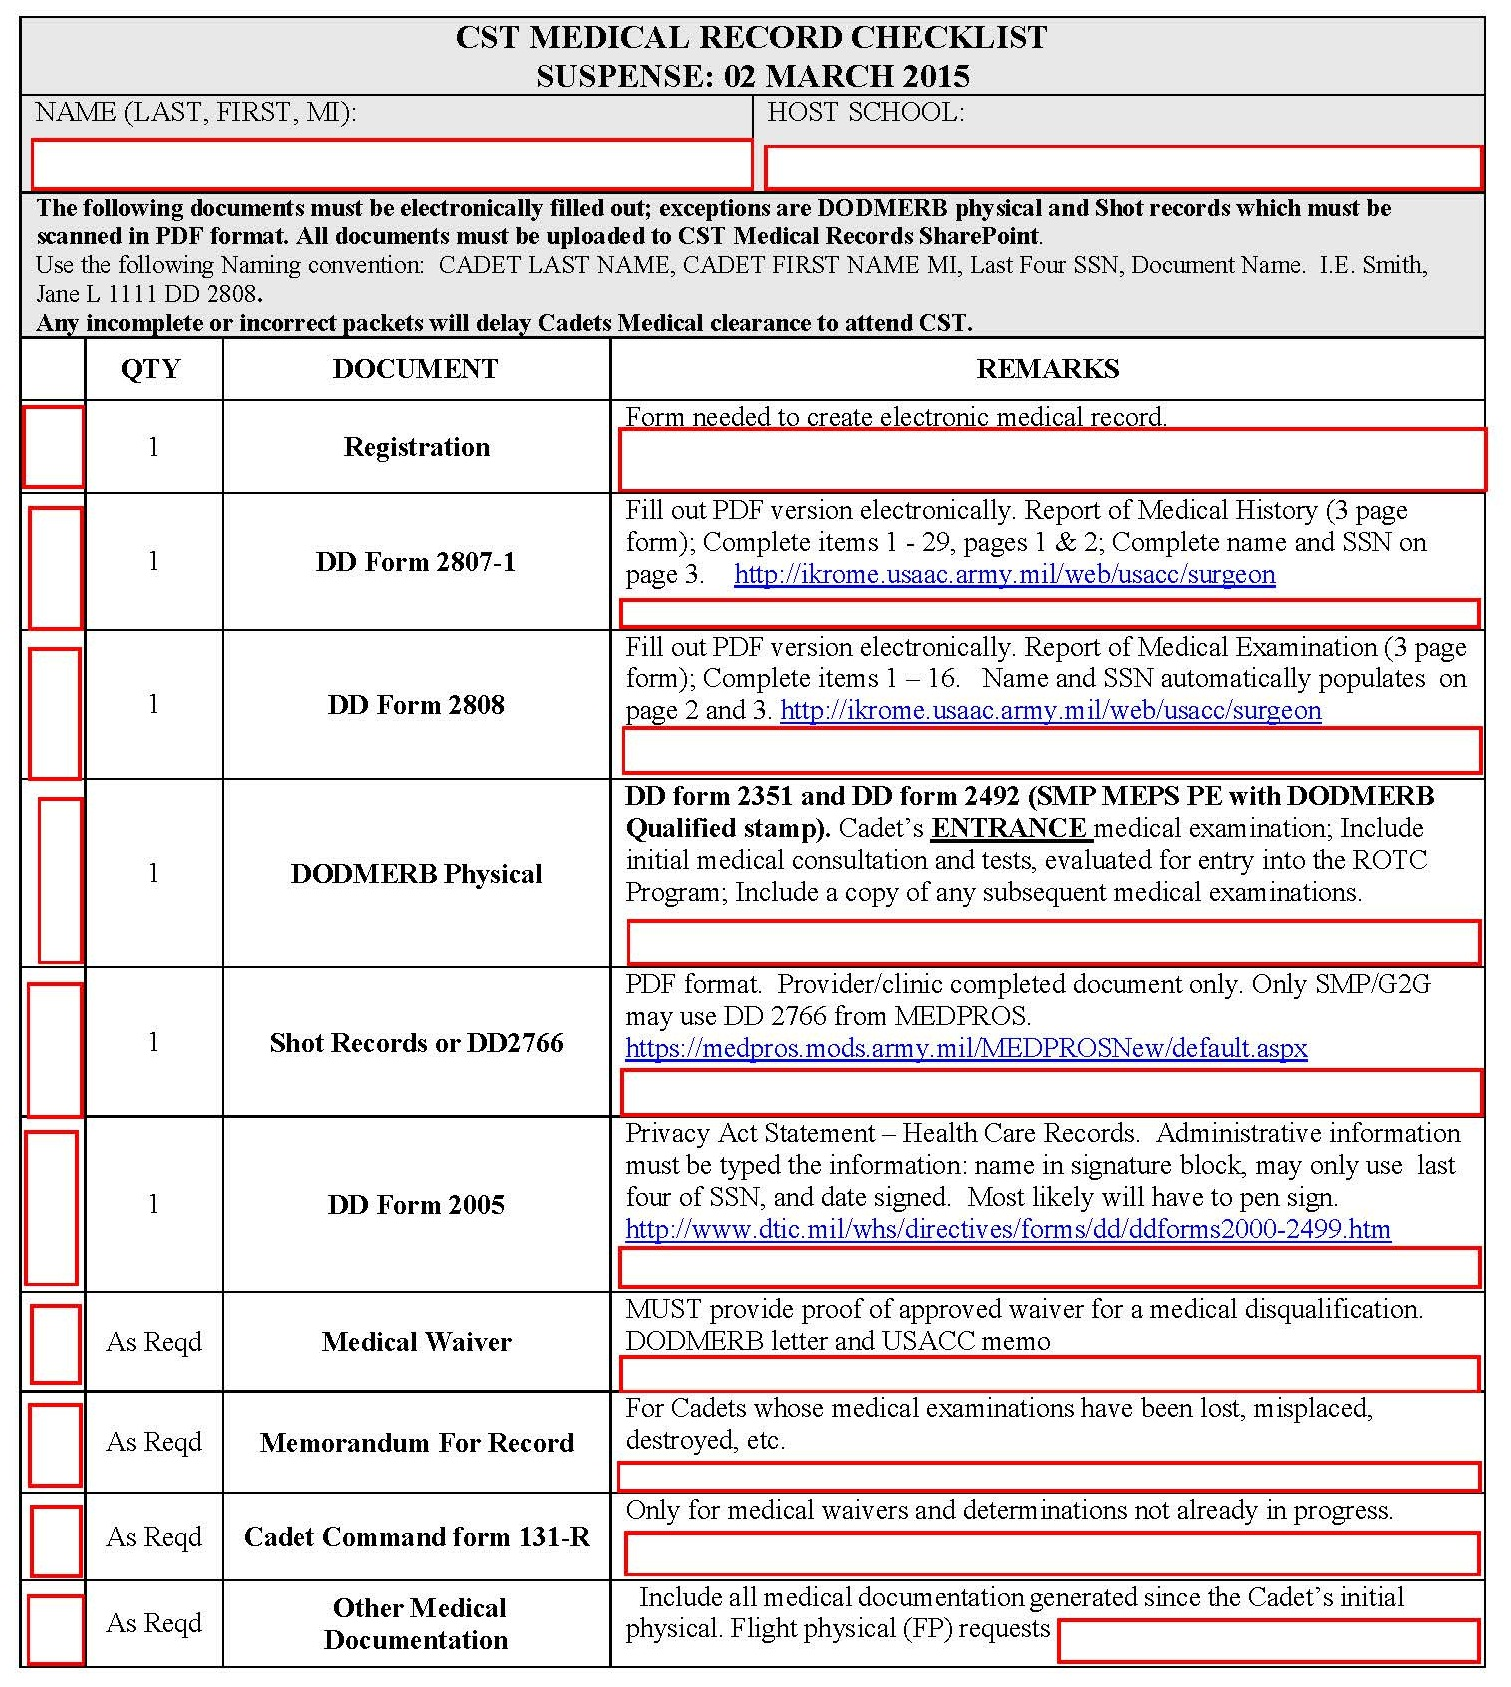 CST MEDICAL RECORD CHECKLIST
SUSPENSE: 02 MARCH 2015
NAME (LAST, FIRST, MI):
HOST SCHOOL:
The following documents must be electronically filled out; exceptions are DODMERB physical and Shot records which must be
scanned in PDF format. All documents must be uploaded to CST Medical Records SharePoint.
Use the following Naming convention:  CADET LAST NAME, CADET FIRST NAME MI, Last Four SSN, Document Name.  I.E. Smith,
Jane L 1111 DD 2808.
Any incomplete or incorrect packets will delay Cadets Medical clearance to attend CST.
QTY DOCUMENT REMARKS
1
Registration
Form needed to create electronic medical record.
1
DD Form 2807-1
Fill out PDF version electronically. Report of Medical History (3 page
form); Complete items 1 - 29, pages 1 & 2; Complete name and SSN on
page 3.    http://ikrome.usaac.army.mil/web/usacc/surgeon
1
DD Form 2808
Fill out PDF version electronically. Report of Medical Examination (3 page
form); Complete items 1 – 16.   Name and SSN automatically populates  on
page 2 and 3. http://ikrome.usaac.army.mil/web/usacc/surgeon
1
DODMERB Physical
DD form 2351 and DD form 2492 (SMP MEPS PE with DODMERB
Qualified stamp). Cadet’s ENTRANCE medical examination; Include
initial medical consultation and tests, evaluated for entry into the ROTC
Program; Include a copy of any subsequent medical examinations.
1
Shot Records or DD2766
PDF format.  Provider/clinic completed document only. Only SMP/G2G
may use DD 2766 from MEDPROS.
https://medpros.mods.army.mil/MEDPROSNew/default.aspx
1
DD Form 2005
Privacy Act Statement – Health Care Records.  Administrative information
must be typed the information: name in signature block, may only use  last
four of SSN, and date signed.  Most likely will have to pen sign.
http://www.dtic.mil/whs/directives/forms/dd/ddforms2000-2499.htm
As Reqd
Medical Waiver
MUST provide proof of approved waiver for a medical disqualification.
DODMERB letter and USACC memo
As Reqd
Memorandum For Record
For Cadets whose medical examinations have been lost, misplaced,
destroyed, etc.
As Reqd
Cadet Command form 131-R
Only for medical waivers and determinations not already in progress.
As Reqd
Other Medical
Documentation
Include all medical documentation generated since the Cadet’s initial
physical. Flight physical (FP) requests